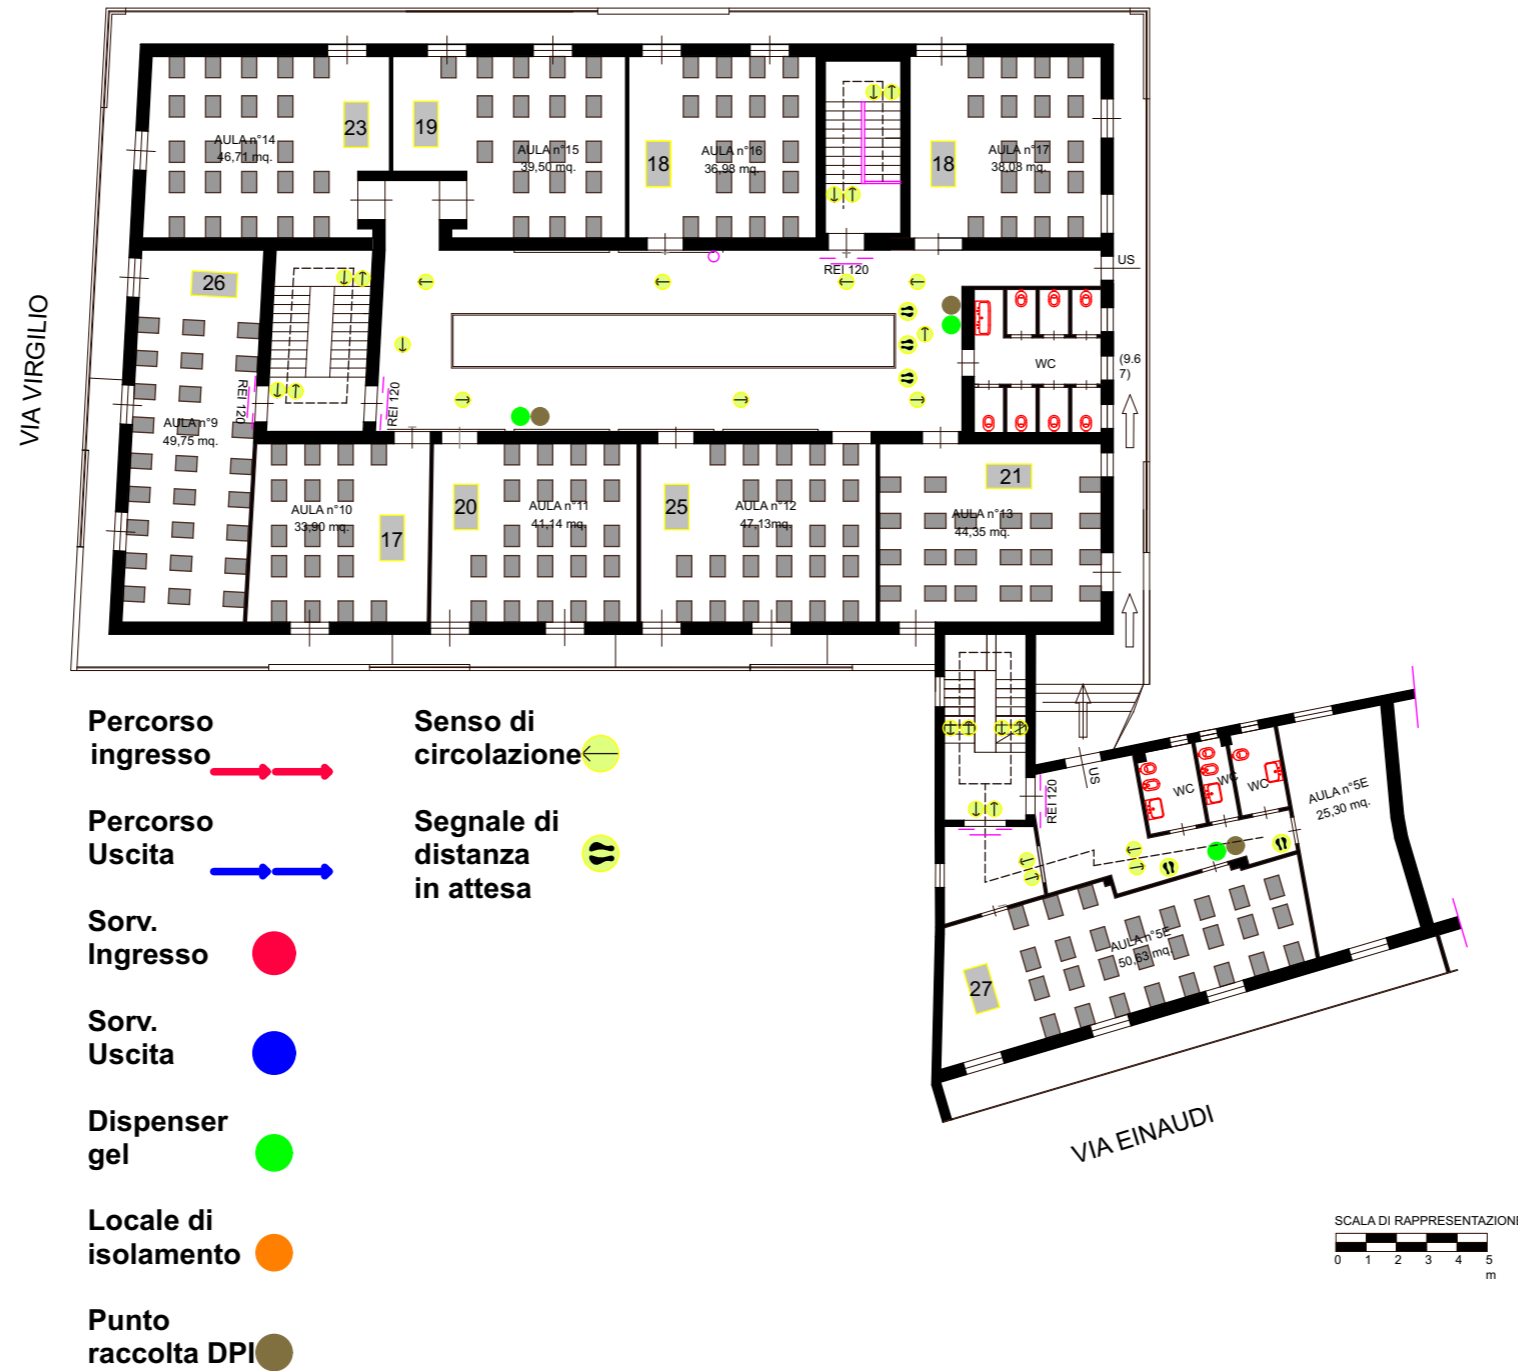 AULA n°14
46,71 mq.
23
19
AULA n°15
39,50 mq.
18
AULA n°16
36,98 mq.
18
AULA n°17
38,08 mq.
REI 120
US
26
AULA n°9
49,75 mq.
REI 120
REI 120
WC
(9.6
7)
VIA VIRGILIO
AULA n°10
33,90 mq.
17
20
AULA n°11
41,14 mq.
25
AULA n°12
47,13mq.
21
AULA n°13
44,35 mq.
Percorso
ingresso
Percorso
Uscita
Sorv.
Ingresso
Sorv.
Uscita
Dispenser
gel
Locale di
isolamento
Punto
raccolta DPI
Senso di
circolazione
Segnale di
distanza
in attesa
REI 120
US
WC
WC
WC
AULA n°5E
25,30 mq.
AULA n°5E
50,63 mq.
27
VIA EINAUDI
SCALA DI RAPPRESENTAZIONE
0 1 2 3 4 5
m